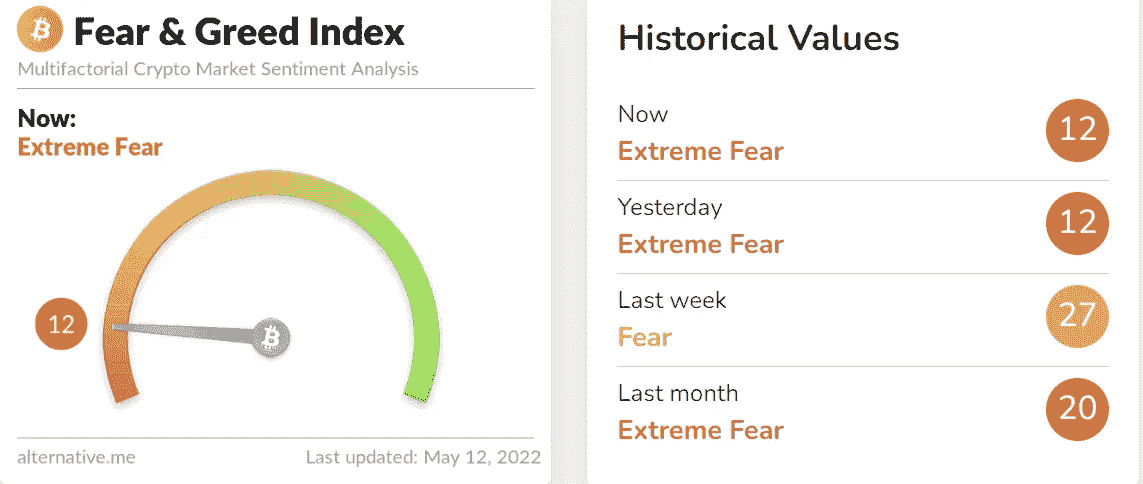 Fear & Greed Index
Multifactorial Crypto Market Sentiment Analysis
Now:
Extreme Fear
12
alternative.me
Last updated: May 12, 2022
Historical Values
Now
Extreme Fear
12
Yesterday
Extreme Fear
12
Last week
Fear
27
Last month
Extreme Fear
20